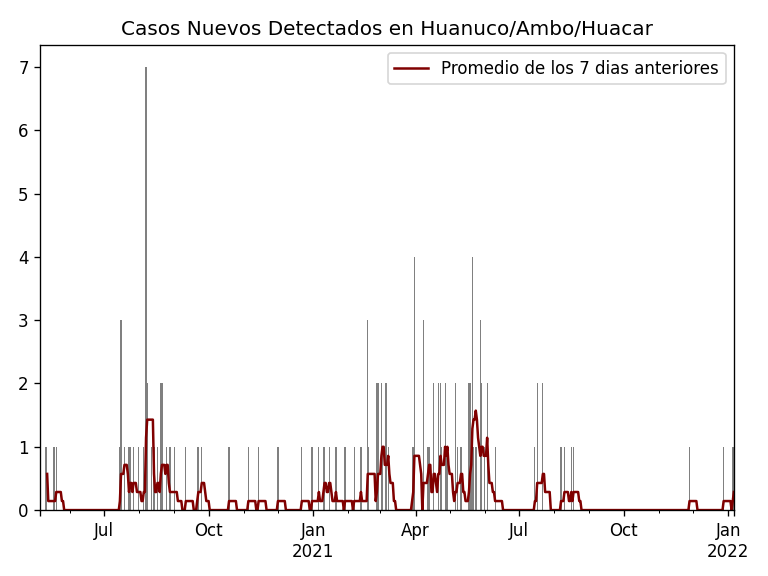 Casos Nuevos Detectados en Huanuco/Ambo/Huacar
Promedio de los 7 dias anteriores
7
6
5
4
3
2
1
0
Jul
Oct
Jan
2021
Apr
Jul
Oct
Jan
2022